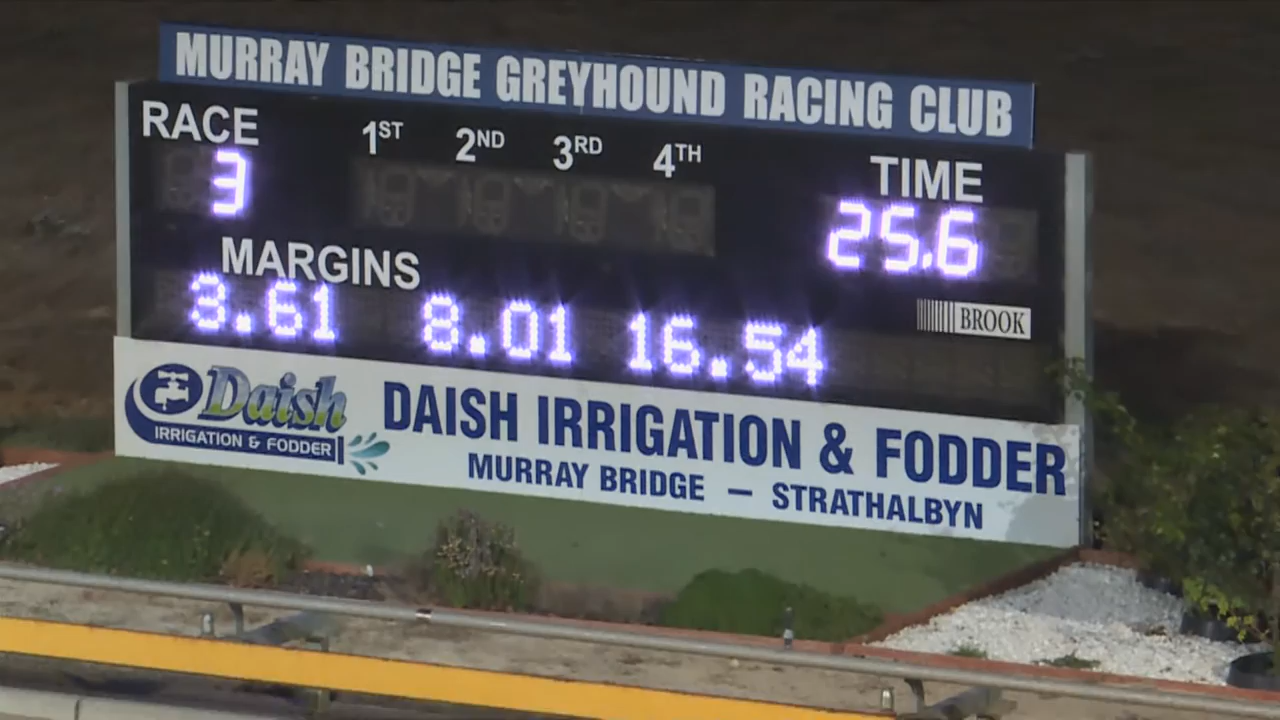 MURRAY BRIDGE GREYHOUND RACING CLUB
RACE 1ST 2ND 3RD 4TH TIME
3 25.6
MARGINS
3.61 8.01 16.54
BROOK
Daish
IRRIGATION & FODDER
DAISH IRRIGATION & FODDER
MURRAY BRIDGE — STRATHALBYN